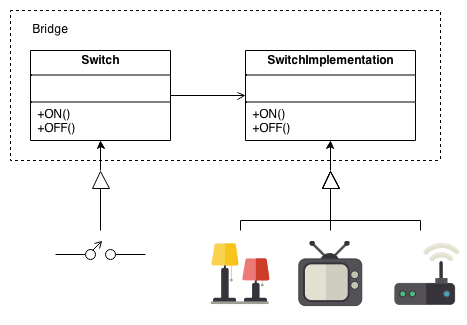 Bridge
Switch
SwitchImplementation
+ON()
+OFF()
+ON()
+OFF()